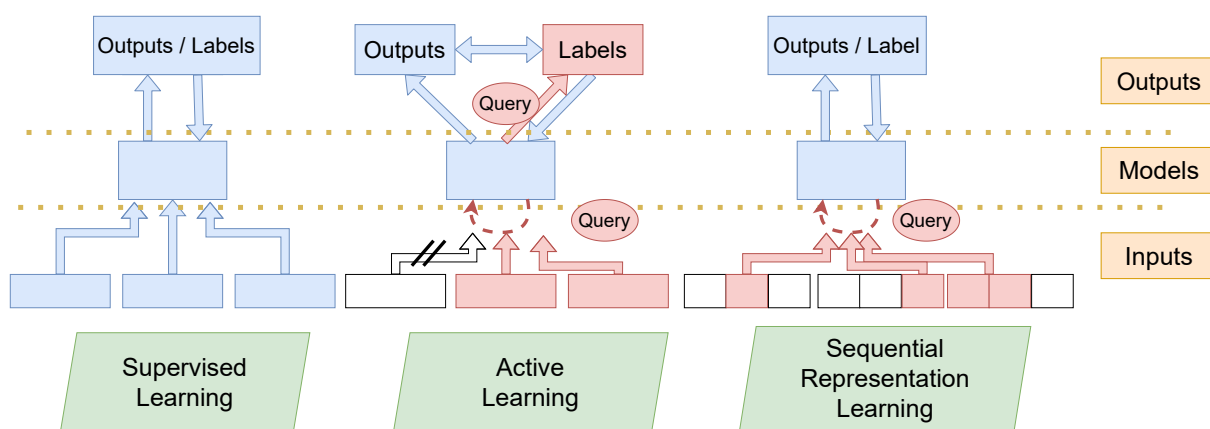 Outputs / Labels
Outputs
Labels
Outputs / Label
Outputs
Query
Models
Query
Query
Inputs
Supervised
Learning
Active
Learning
Sequential
Representation
Learning